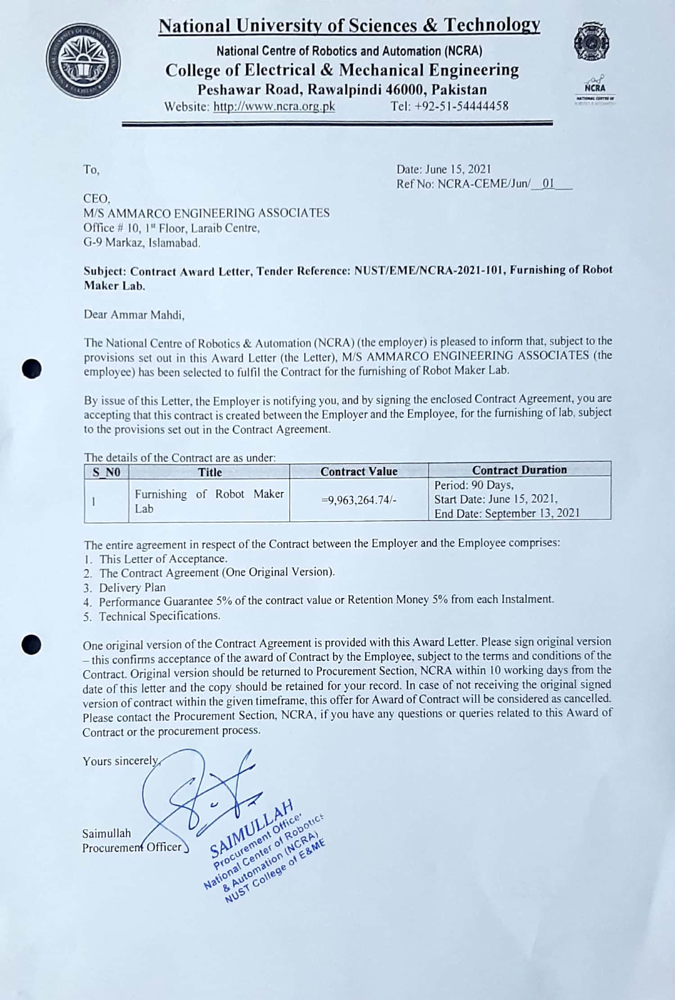 National University of Sciences & Technology
National Centre of Robotics and Automation (NCRA)
College of Electrical & Mechanical Engineering
Peshawar Road, Rawalpindi 46000, Pakistan
Website: http://www.ncra.org.pk Tel: +92-51-54444458
NCRA
NATIONAL CENTRE OF
To,
Date: June 15, 2021
Ref No: NCRA-CEME/Jun/__01___
CEO,
M/S AMMARCO ENGINEERING ASSOCIATES
Office # 10, 1st Floor, Laraib Centre,
G-9 Markaz, Islamabad.
Subject: Contract Award Letter, Tender Reference: NUST/EME/NCRA-2021-101, Furnishing of Robot
Maker Lab.
Dear Ammar Mahdi,
The National Centre of Robotics & Automation (NCRA) (the employer) is pleased to inform that, subject to the
provisions set out in this Award Letter (the Letter), M/S AMMARCO ENGINEERING ASSOCIATES (the
employee) has been selected to fulfil the Contract for the furnishing of Robot Maker Lab.
By issue of this Letter, the Employer is notifying you, and by signing the enclosed Contract Agreement, you are
accepting that this contract is created between the Employer and the Employee, for the furnishing of lab, subject
to the provisions set out in the Contract Agreement.
The details of the Contract are as under:
S_N0 Title Contract Value Contract Duration
1 Furnishing of Robot Maker Lab =9,963,264.74/- Period: 90 Days,
Start Date: June 15, 2021,
End Date: September 13, 2021
The entire agreement in respect of the Contract between the Employer and the Employee comprises:
1. This Letter of Acceptance.
2. The Contract Agreement (One Original Version).
3. Delivery Plan
4. Performance Guarantee 5% of the contract value or Retention Money 5% from each Instalment.
5. Technical Specifications.
One original version of the Contract Agreement is provided with this Award Letter. Please sign original version
– this confirms acceptance of the award of Contract by the Employee, subject to the terms and conditions of the
Contract. Original version should be returned to Procurement Section, NCRA within 10 working days from the
date of this letter and the copy should be retained for your record. In case of not receiving the original signed
version of contract within the given timeframe, this offer for Award of Contract will be considered as cancelled.
Please contact the Procurement Section, NCRA, if you have any questions or queries related to this Award of
Contract or the procurement process.
Yours sincerely,
Saimullah
Procurement Officer
SAIMULLAH
Procurement Office
National Center of Robotics
& Automation (NCRA)
NUST College of E&ME